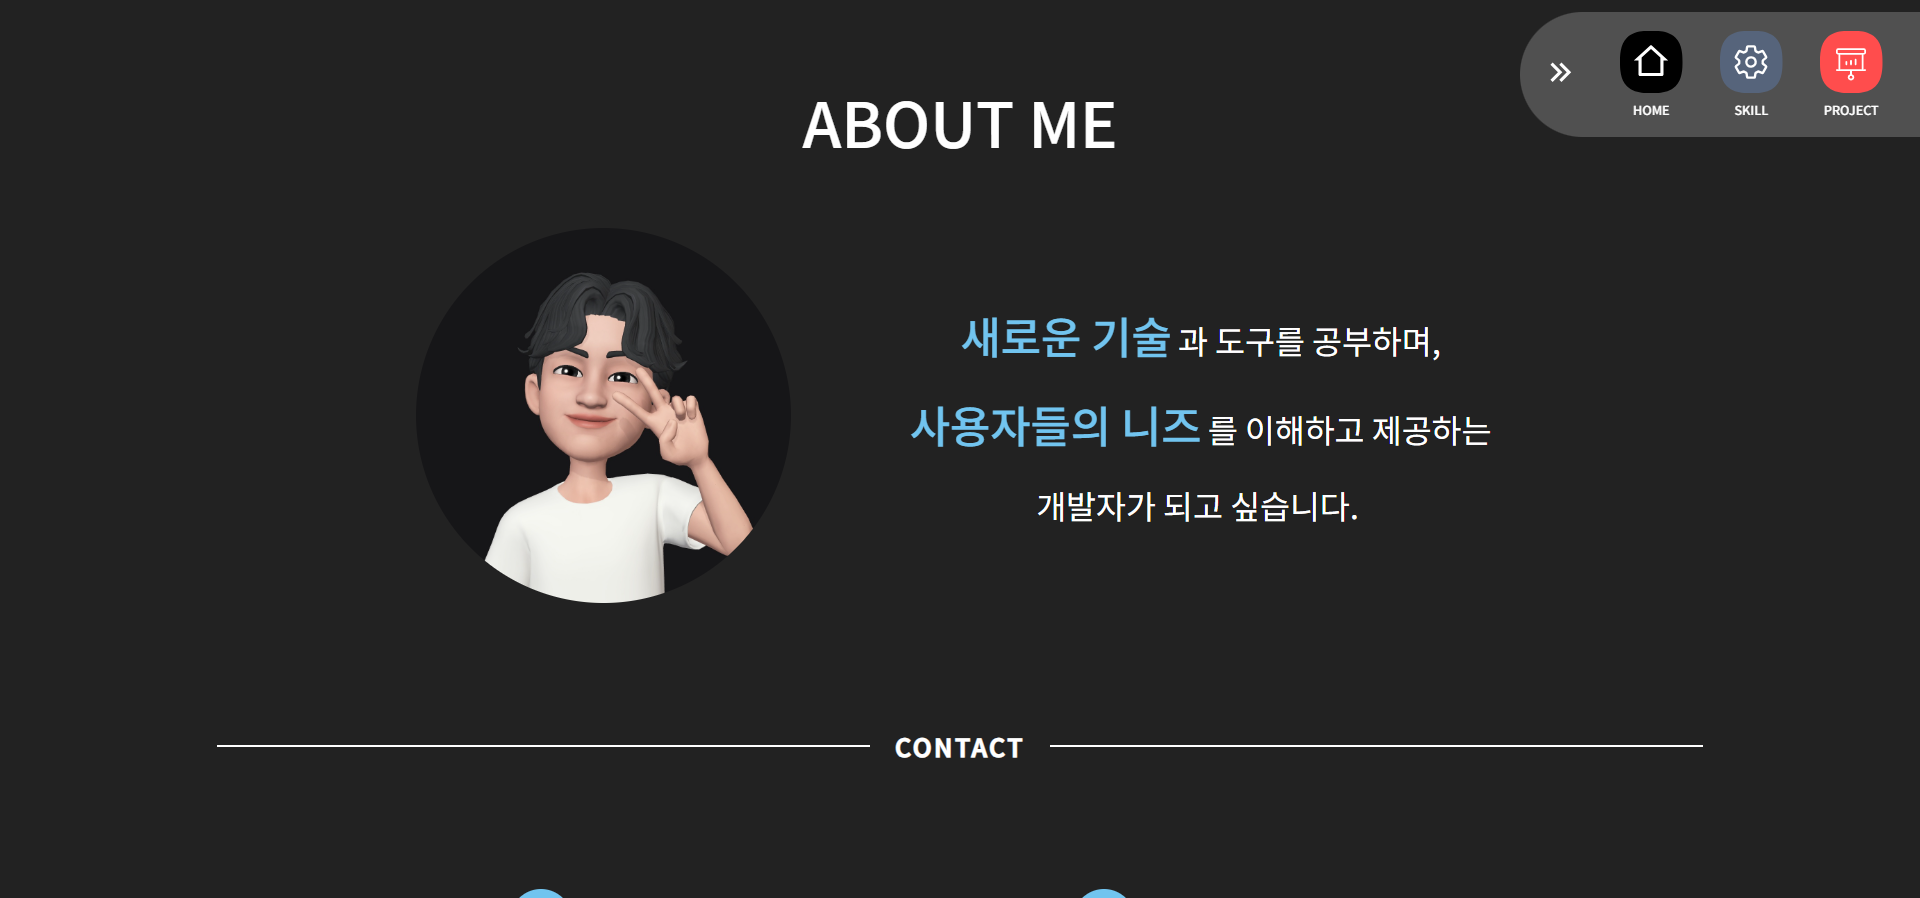 HOME SKILL PROJECT
ABOUT ME
새로운 기술 과 도구를 공부하며,
사용자들의 니즈 를 이해하고 제공하는
개발자가 되고 싶습니다.
CONTACT